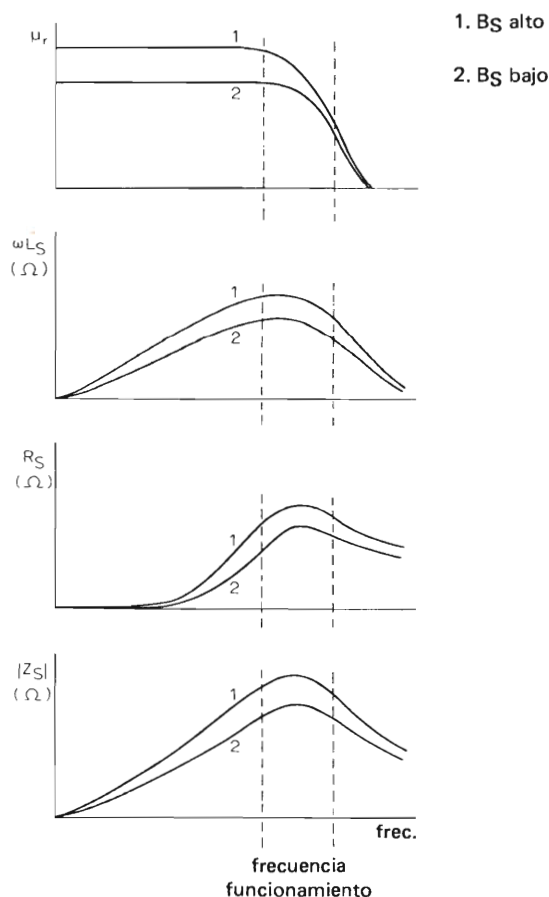 1. BS alto
2. BS bajo
μr
1
2
ωLS
(Ω)
1
2
RS
(Ω)
1
2
|ZS|
(Ω)
1
2
frec.
frecuencia
funcionamiento